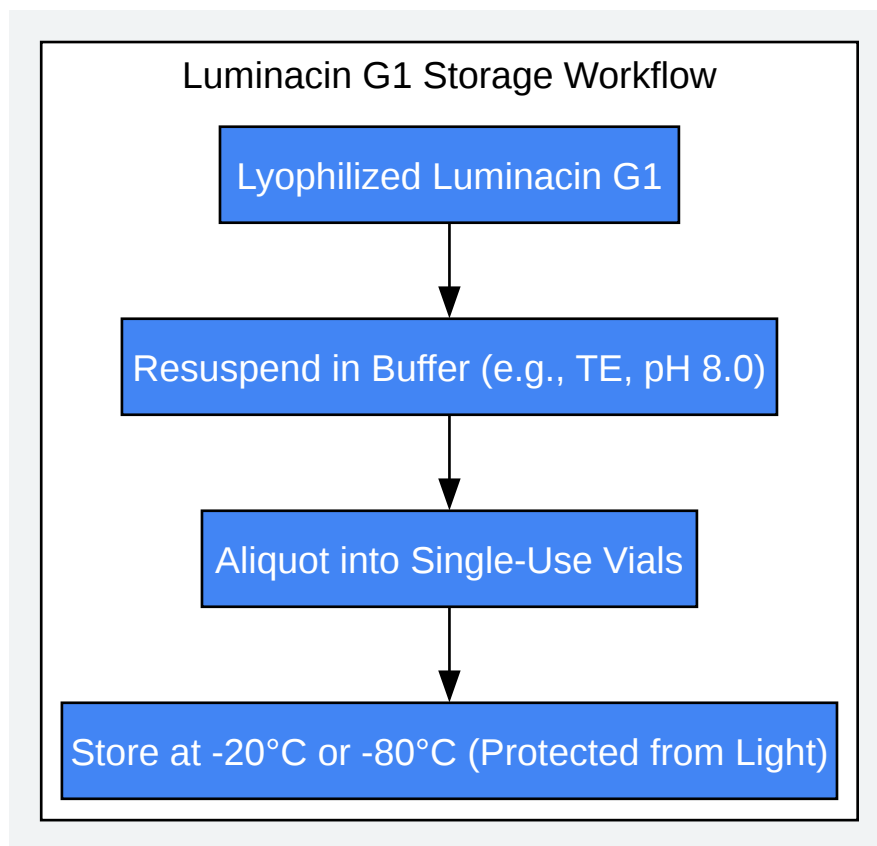 Luminacin G1 Storage Workflow
Lyophilized Luminacin G1
Resuspend in Buffer (e.g., TE, pH 8.0)
Aliquot into Single-Use Vials
Store at -20°C or -80°C (Protected from Light)